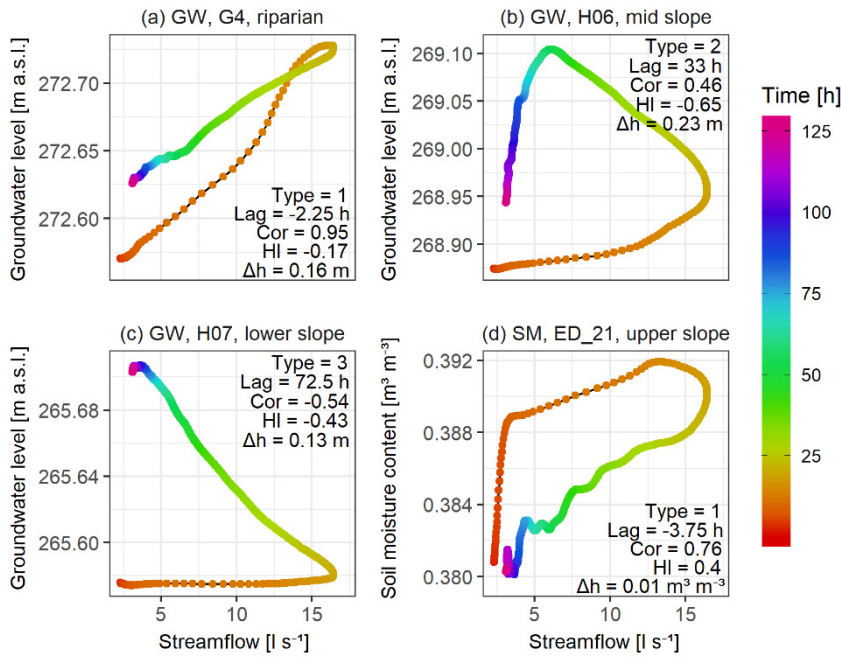 (a) GW, G4, riparian
Groundwater level [m a.s.l.]
272.70
272.65
272.60
Type = 1
Lag = -2.25 h
Cor = 0.95
HI = -0.17
Δh = 0.16 m
(b) GW, H06, mid slope
Groundwater level [m a.s.l.]
269.10
269.05
269.00
268.95
268.90
Type = 2
Lag = 33 h
Cor = 0.46
HI = -0.65
Δh = 0.23 m
Time [h]
125
100
75
50
25
(c) GW, H07, lower slope
Groundwater level [m a.s.l.]
265.68
265.64
265.60
Type = 3
Lag = 72.5 h
Cor = -0.54
HI = -0.43
Δh = 0.13 m
5 10 15
Streamflow [l s⁻¹]
(d) SM, ED_21, upper slope
Soil moisture content [m³ m⁻³]
0.392
0.388
0.384
0.380
Type = 1
Lag = -3.75 h
Cor = 0.76
HI = 0.4
Δh = 0.01 m³ m⁻³
5 10 15
Streamflow [l s⁻¹]